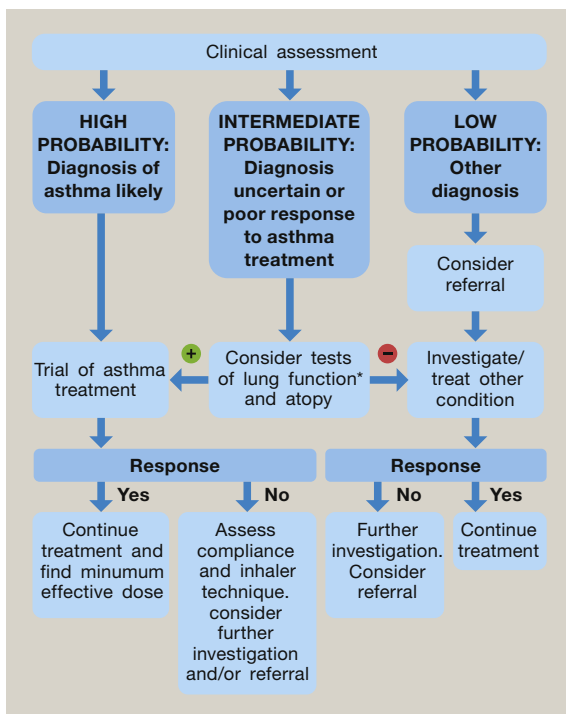 Clinical assessment
HIGH
PROBABILITY:
Diagnosis of
asthma likely
INTERMEDIATE
PROBABILITY:
Diagnosis
uncertain or
poor response
to asthma
treatment
LOW
PROBABILITY:
Other
diagnosis
Consider
referral
Trial of asthma
treatment
+
Consider tests
of lung function*
and atopy
−
Investigate/
treat other
condition
Response
Yes
No
Continue
treatment and
find minumum
effective dose
Assess
compliance
and inhaler
technique.
consider
further
investigation
and/or referral
Response
No
Yes
Further
investigation.
Consider
referral
Continue
treatment